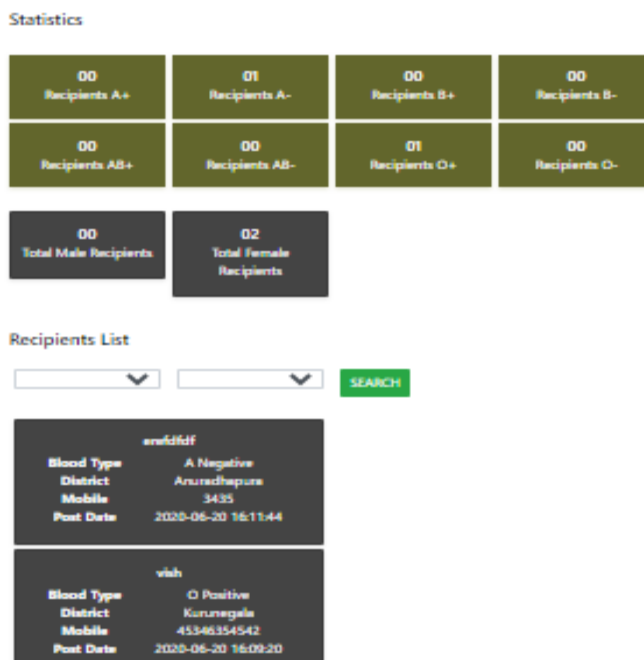 Statistics
00 01 00 00
Recipients A+ Recipients A- Recipients B+ Recipients B-
00 00 01 00
Recipients AB+ Recipients AB- Recipients O+ Recipients O-
00 02
Total Male Recipients Total Female
Recipients
Recipients List
SEARCH
Blood Type A Negative
District Anuradhapura
Mobile 3435
Post Date 2020-06-20 16:11:44
vish
Blood Type O Positive
District Kurunegala
Mobile 45346354542
Post Date 2020-06-20 16:09:20